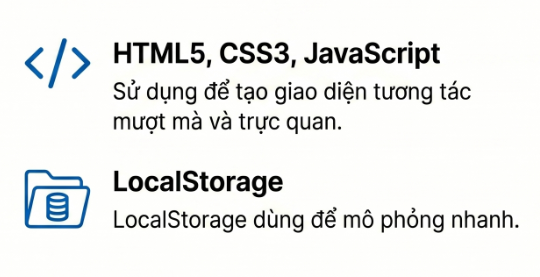 HTML5, CSS3, JavaScript
Sử dụng để tạo giao diện tương tác
mượt mà và trực quan.
LocalStorage
LocalStorage dùng để mô phỏng nhanh.